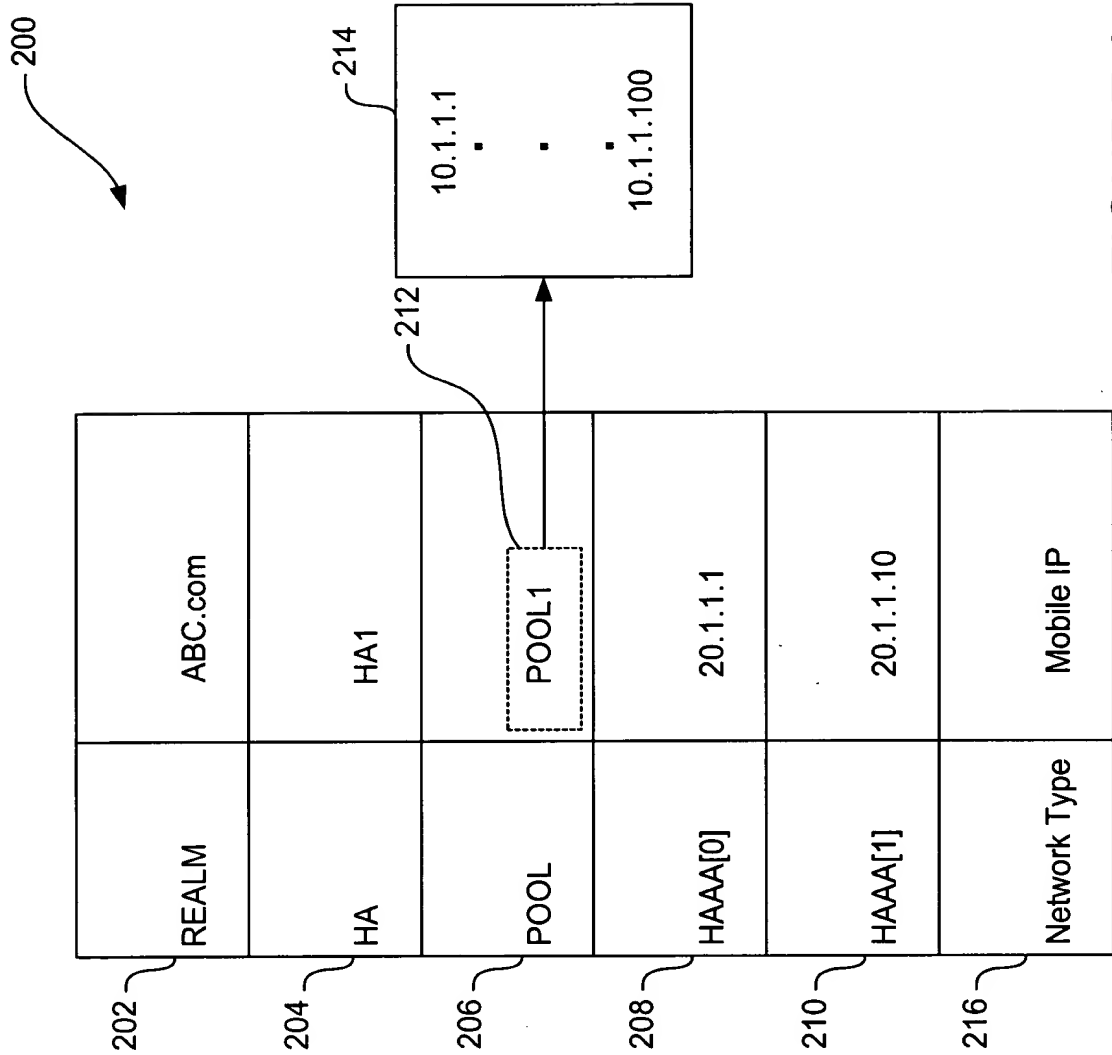 200
202
REALM
ABC.com
204
HA
HA1
206
POOL
POOL1
212
214
10.1.1.1
10.1.1.100
208
HAAA[0]
20.1.1.1
210
HAAA[1]
20.1.1.10
216
Network Type
Mobile IP